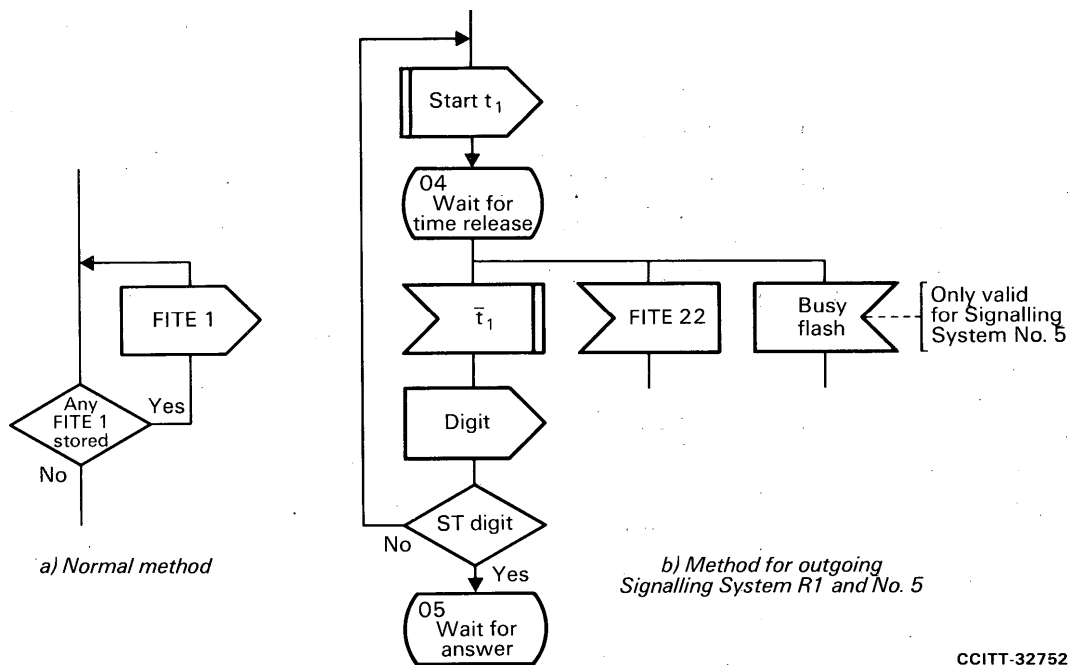 Start t1
04
Wait for
time release
t̄1
FITE 22
Busy
flash
Only valid
for Signalling
System No. 5
FITE 1
Any
FITE 1
stored
Yes
No
Digit
ST digit
No
Yes
a) Normal method
b) Method for outgoing
Signalling System R1 and No. 5
05
Wait for
answer
CCITT-32752